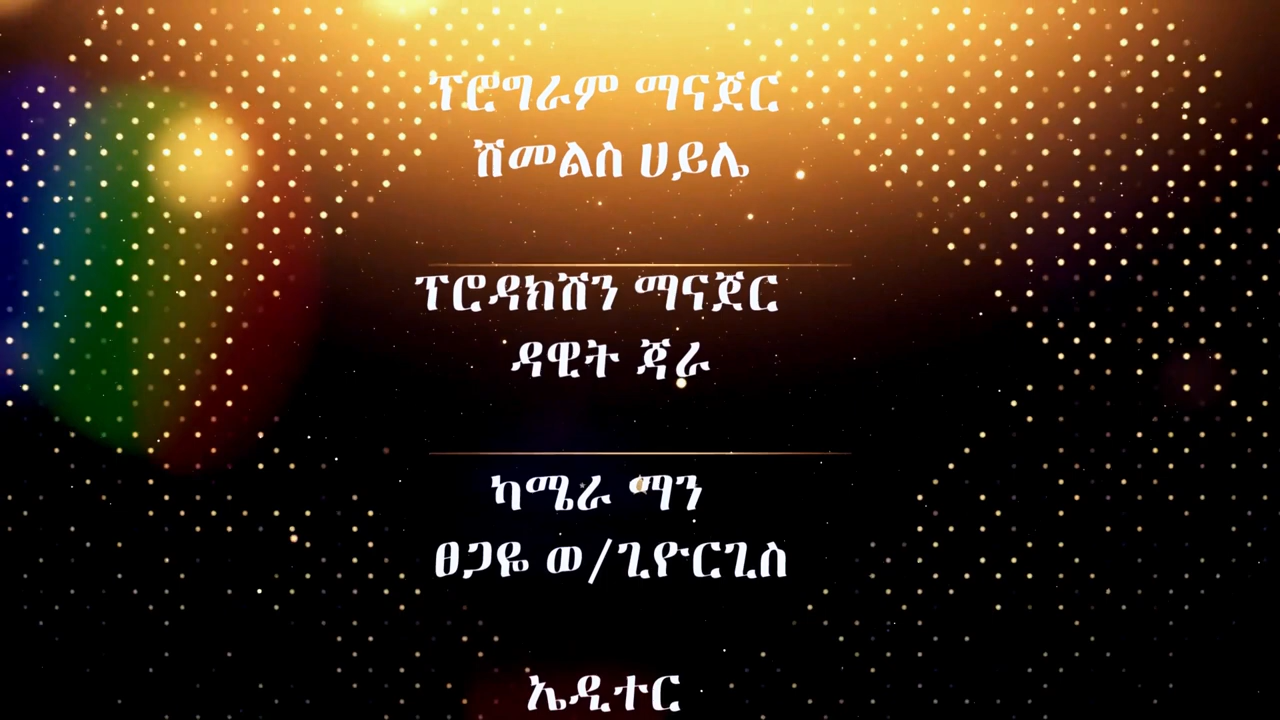 ፕሮግራም ማናጀር
ሽመልስ ሀይሌ
ፕሮዳክሽን ማናጀር
ዳዊት ጃራ
ካሜራ ማን
ፀጋዬ ወ/ጊዮርጊስ
ኤዲተር